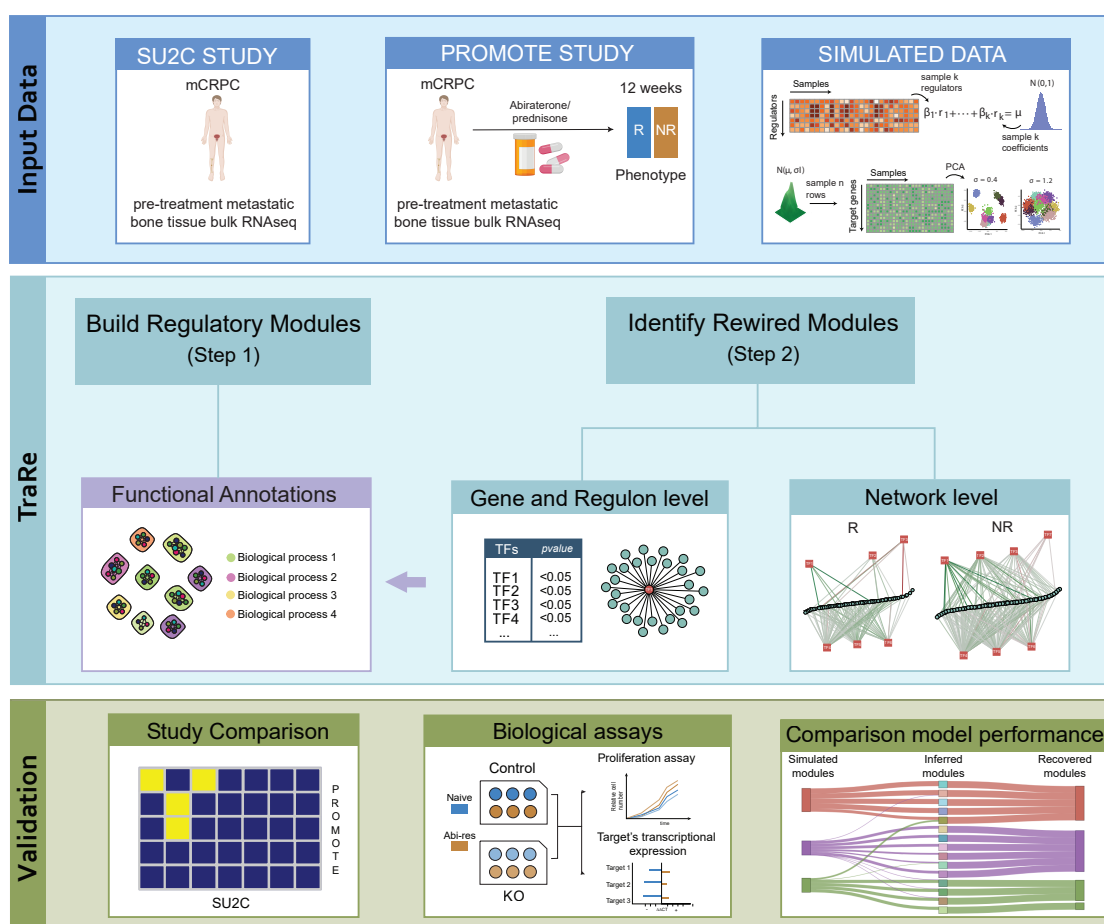 Input Data
SU2C STUDY
mCRPC
pre-treatment metastatic
bone tissue bulk RNAseq
PROMOTE STUDY
mCRPC
Abiraterone/
prednisone
12 weeks
R NR
Phenotype
pre-treatment metastatic
bone tissue bulk RNAseq
SIMULATED DATA
Samples
Regulators
sample k
regulators
N (0,1)
β1· r1+····+βk· rk= μ
sample k
coefficients
N(μ, σI)
sample n
rows
Samples
Target genes
PCA
σ = 0.4
σ = 1.2
TraRe
Build Regulatory Modules
(Step 1)
Identify Rewired Modules
(Step 2)
Functional Annotations
Biological process 1
Biological process 2
Biological process 3
Biological process 4
Gene and Regulon level
TFs pvalue
TF1 <0.05
TF2 <0.05
TF3 <0.05
TF4 <0.05
... ...
Network level
R NR
Validation
Study Comparison
PROMOTE
SU2C
Biological assays
Control
Naive
Abi-res
KO
Proliferation assay
Relative cell
number
time
Target's transcriptional
expression
Target 1
Target 2
Target 3
- ΔΔCT +
Comparison model performance
Simulated
modules
Inferred
modules
Recovered
modules